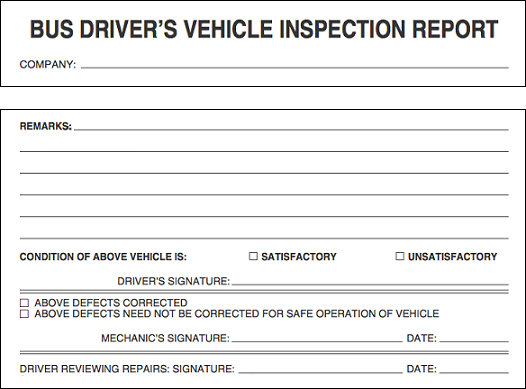 BUS DRIVER'S VEHICLE INSPECTION REPORT
COMPANY:
REMARKS:
CONDITION OF ABOVE VEHICLE IS: ☐ SATISFACTORY ☐ UNSATISFACTORY
DRIVER'S SIGNATURE:
☐ ABOVE DEFECTS CORRECTED
☐ ABOVE DEFECTS NEED NOT BE CORRECTED FOR SAFE OPERATION OF VEHICLE
MECHANIC'S SIGNATURE: DATE:
DRIVER REVIEWING REPAIRS: SIGNATURE: DATE: